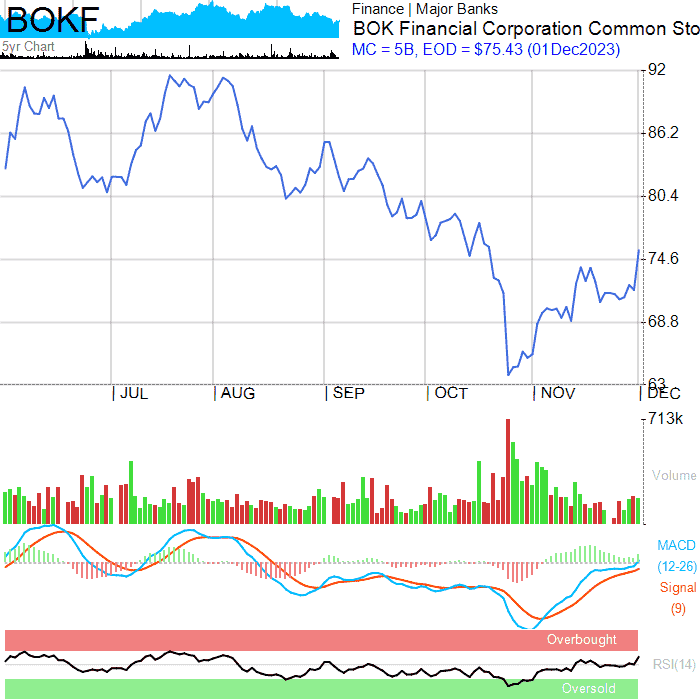 BOKF
5yr Chart
Finance | Major Banks
BOK Financial Corporation Common Sto
MC = 5B, EOD = $75.43 (01Dec2023)
92
86.2
80.4
74.6
68.8
63
JUL
AUG
SEP
OCT
NOV
DEC
713k
Volume
MACD
(12-26)
Signal
(9)
Overbought
RSI(14)
Oversold